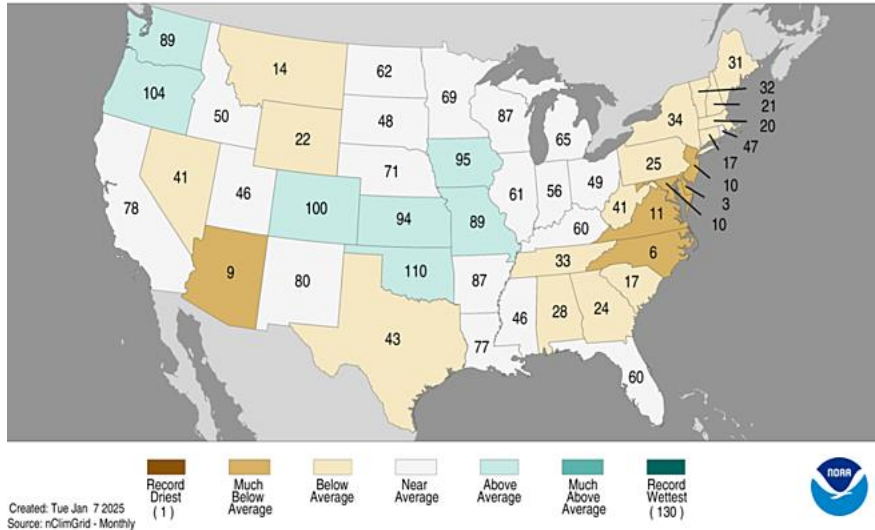 89
31
14
62
32
104
69
87
21
50
20
48
34
65
22
47
95
71
25
17
49
41
46
61
56
10
78
100
94
89
41
11
3
60
10
9
110
33
6
80
87
17
28
24
46
43
77
60
Record
Driest
( 1 )
Much
Below
Average
Below
Average
Near
Average
Above
Average
Much
Above
Average
Record
Wettest
( 130 )
NOAA
Created: Tue Jan 7 2025
Source: nClimGrid - Monthly